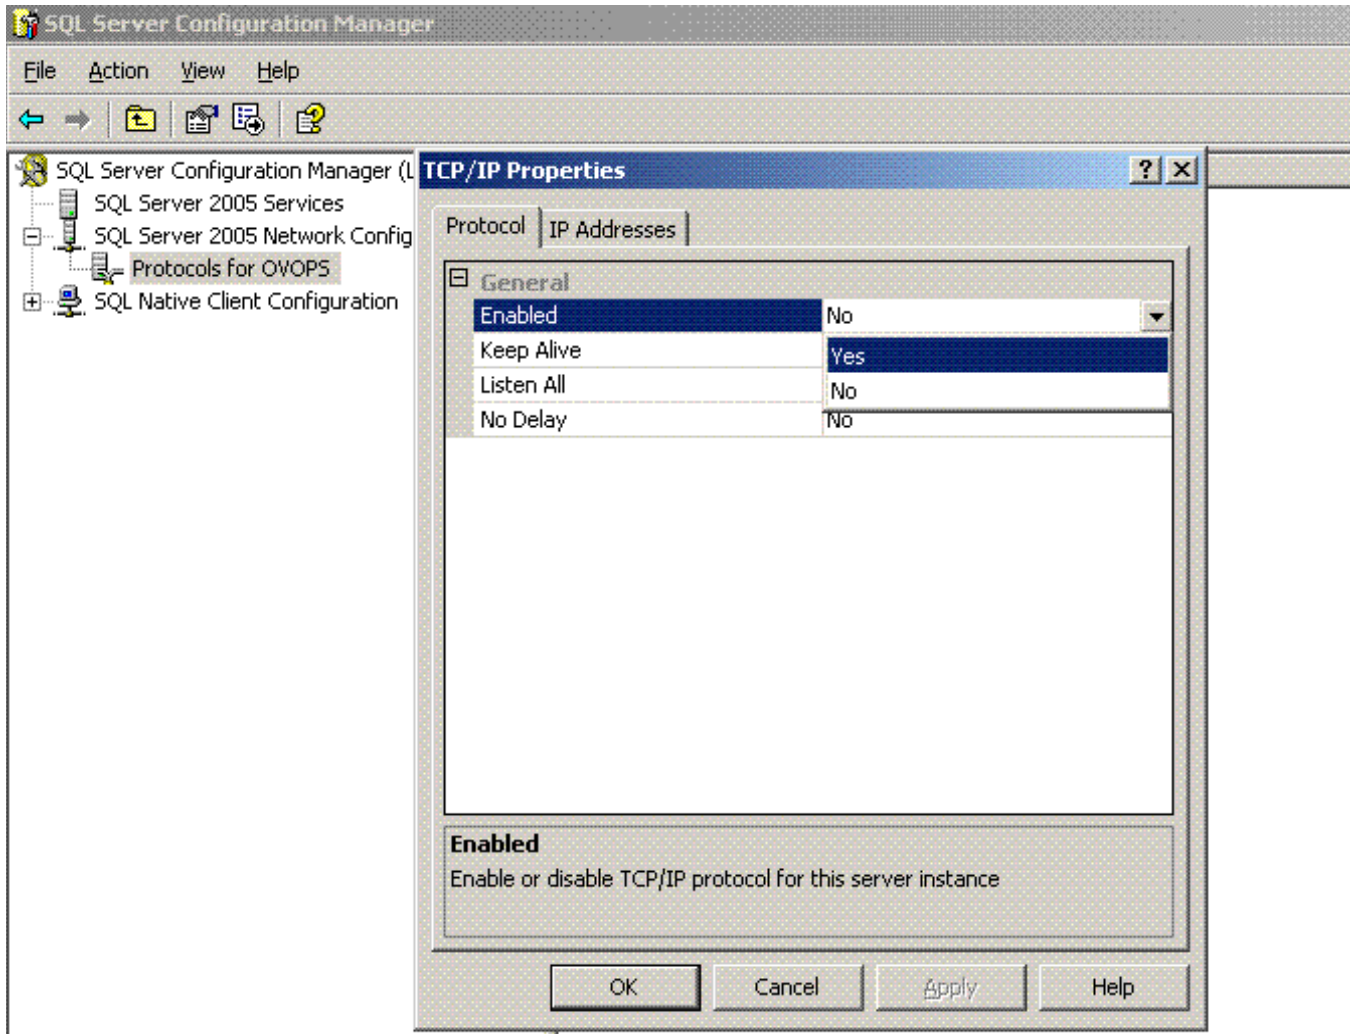 SQL Server Configuration Manager
File Action View Help
SQL Server Configuration Manager (L
SQL Server 2005 Services
SQL Server 2005 Network Config
Protocols for OVOPS
SQL Native Client Configuration
TCP/IP Properties
?
Protocol IP Addresses
General
Enabled No
Keep Alive
Yes
Listen All
No
No Delay No
Enabled
Enable or disable TCP/IP protocol for this server instance
OK Cancel Apply Help